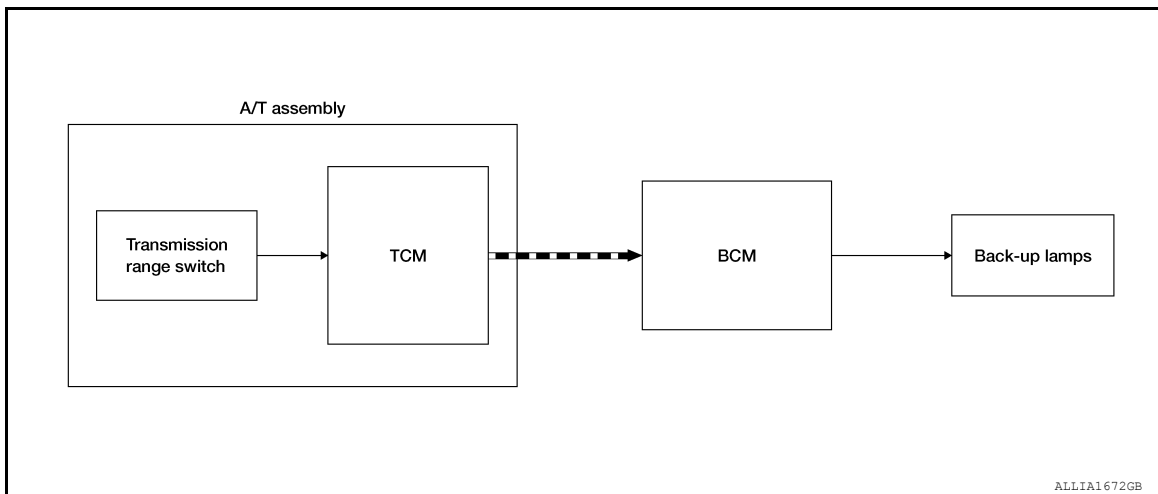 A/T assembly
Transmission
range switch
TCM
BCM
Back-up lamps
ALLIA1672GB